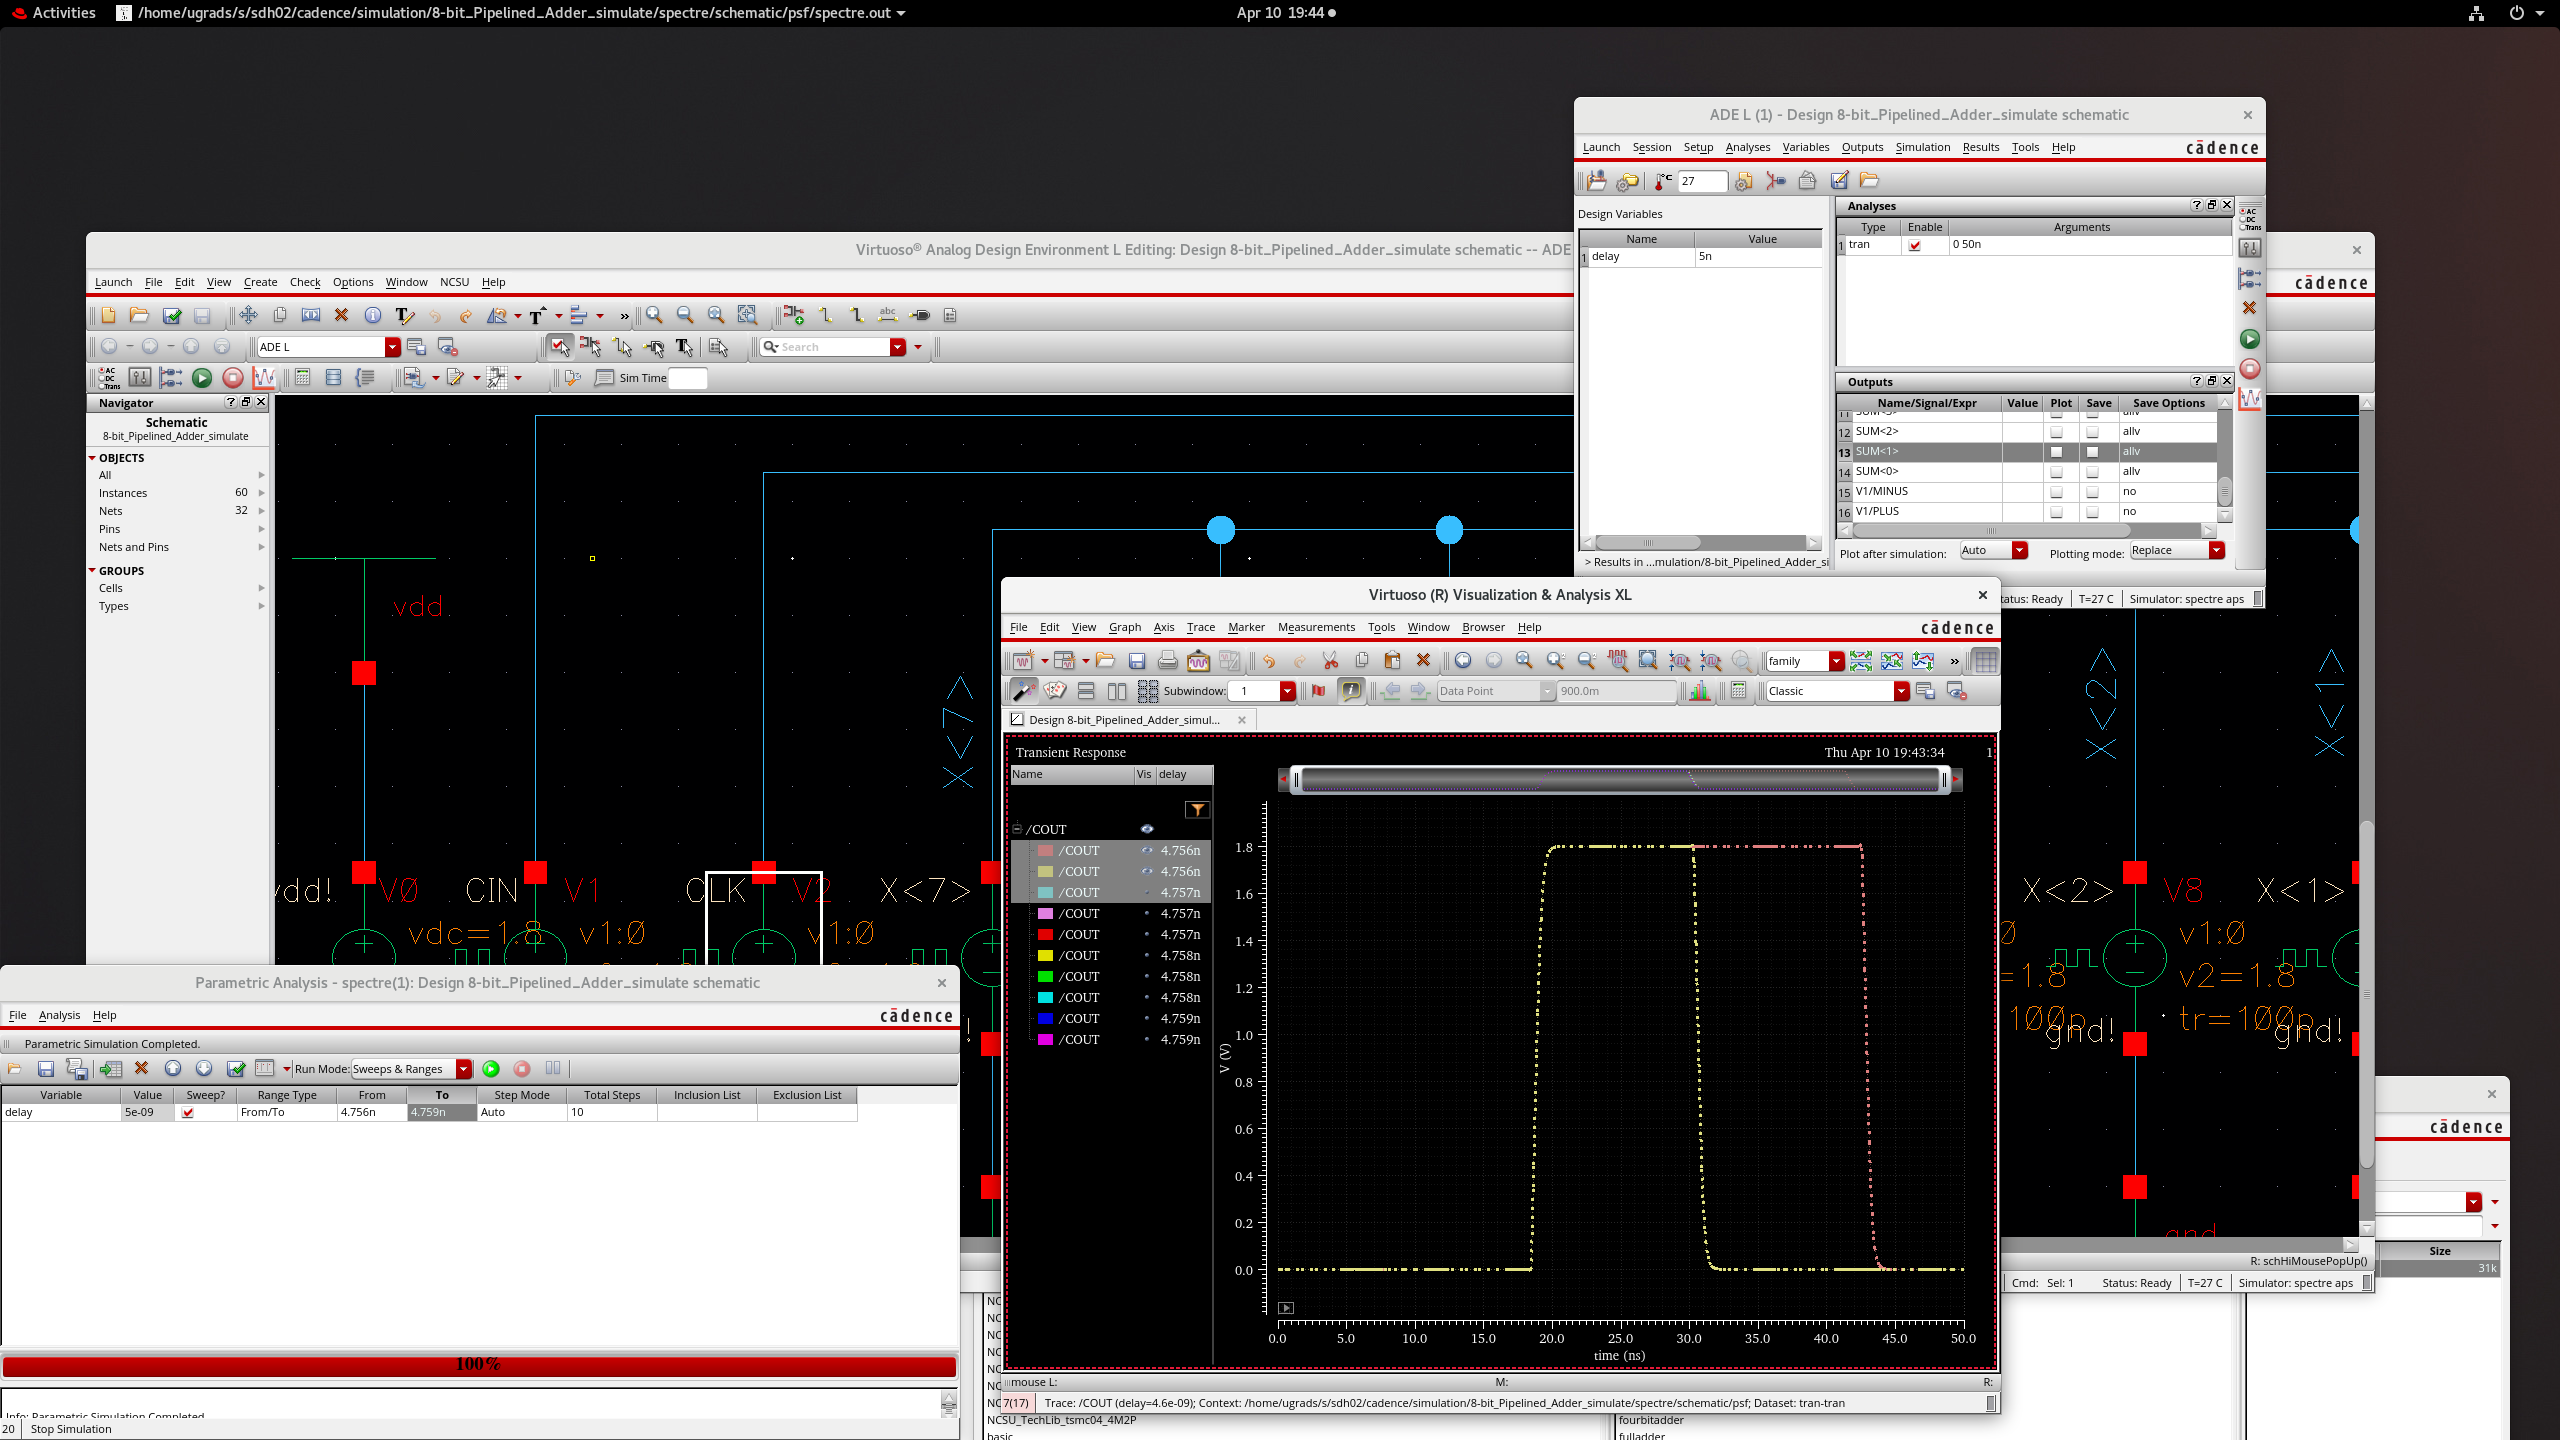 Activities /home/ugrads/s/sdh02/cadence/simulation/8-bit_Pipelined_Adder_simulate/spectre/schematic/psf/spectre.out Apr 10 19:44
ADE L (1) - Design 8-bit_Pipelined_Adder_simulate schematic
Launch Session Setup Analyses Variables Outputs Simulation Results Tools Help cādence
°C 27
Design Variables
Name Value
1 delay 5n
> Results in ...mulation/8-bit_Pipelined_Adder_si
Analyses
Type Enable Arguments
1 tran 0 50n
AC
DC
Trans
Outputs
Name/Signal/Expr Value Plot Save Save Options
12 SUM<2> allv
13 SUM<1> allv
14 SUM<0> allv
15 V1/MINUS no
16 V1/PLUS no
Plot after simulation: Auto Plotting mode: Replace
tatus: Ready T=27 C Simulator: spectre aps
Virtuoso® Analog Design Environment L Editing: Design 8-bit_Pipelined_Adder_simulate schematic -- ADE
Launch File Edit View Create Check Options Window NCSU Help cādence
abc
ADE L Search
AC
DC
Trans
Sim Time
Navigator
Schematic
8-bit_Pipelined_Adder_simulate
OBJECTS
All
Instances 60
Nets 32
Pins
Nets and Pins
GROUPS
Cells
Types
vdd
X<7>
X<2>
X<1>
vdd! V0 CIN V1 CLK V2 X<7>
vdc=1.8 v1:0 v1:0
X<2> V8 X<1>
v1:0
=1.8 v2=1.8
100p tr=100p
gnd! gnd!
gnd
R: schHiMousePopUp()
Cmd: Sel: 1 Status: Ready T=27 C Simulator: spectre aps
Virtuoso (R) Visualization & Analysis XL
File Edit View Graph Axis Trace Marker Measurements Tools Window Browser Help cādence
family
Subwindow: 1 Data Point 900.0m Classic
Design 8-bit_Pipelined_Adder_simul...
Transient Response Thu Apr 10 19:43:34 1
Name Vis delay
/COUT
/COUT 4.756n
/COUT 4.756n
/COUT 4.757n
/COUT 4.757n
/COUT 4.757n
/COUT 4.758n
/COUT 4.758n
/COUT 4.758n
/COUT 4.759n
/COUT 4.759n
V (V)
1.8
1.6
1.4
1.2
1.0
0.8
0.6
0.4
0.2
0.0
0.0 5.0 10.0 15.0 20.0 25.0 30.0 35.0 40.0 45.0 50.0
time (ns)
mouse L: M: R:
7(17) Trace: /COUT (delay=4.6e-09); Context: /home/ugrads/s/sdh02/cadence/simulation/8-bit_Pipelined_Adder_simulate/spectre/schematic/psf; Dataset: tran-tran
Parametric Analysis - spectre(1): Design 8-bit_Pipelined_Adder_simulate schematic
File Analysis Help cādence
Parametric Simulation Completed.
Run Mode: Sweeps & Ranges
Variable Value Sweep? Range Type From To Step Mode Total Steps Inclusion List Exclusion List
delay 5e-09 From/To 4.756n 4.759n Auto 10
100%
Info: Parametric Simulation Completed
20 Stop Simulation
NCSU_TechLib_tsmc04_4M2P
basic
fourbitadder
fulladder
cādence
Size
31k